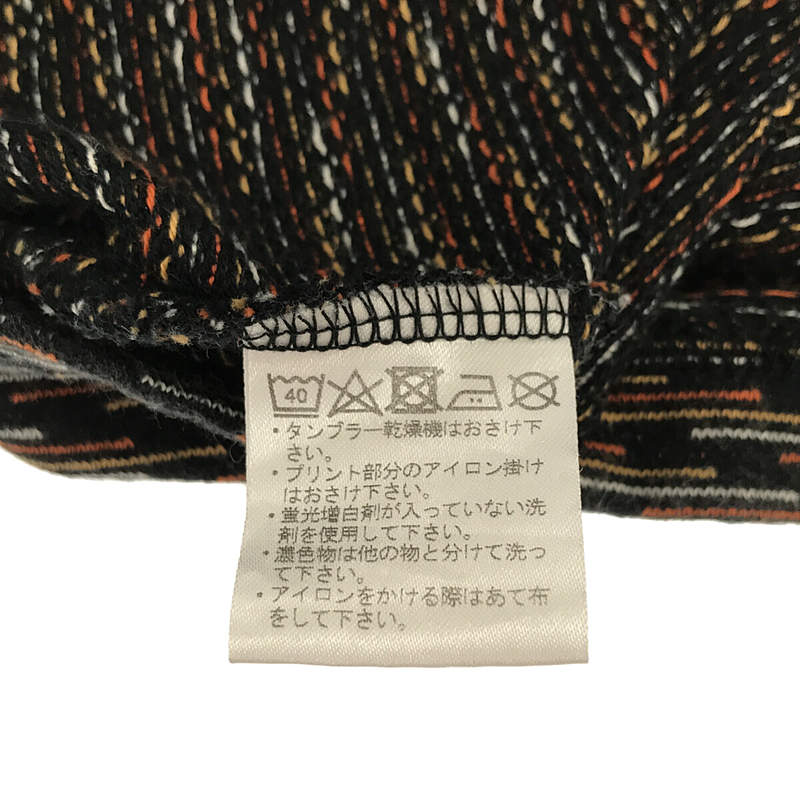 40
・タンブラー乾燥機はおさけ下
さい。
・プリント部分のアイロン掛け
はおさけ下さい。
・蛍光増白剤が入っていない洗
剤を使用して下さい。
・濃色物は他の物と分けて洗っ
て下さい。
・アイロンをかける際はあて布
をして下さい。